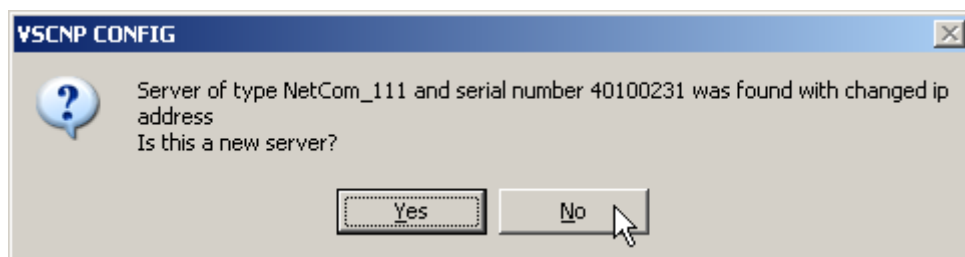 VSCNP CONFIG
Server of type NetCom_111 and serial number 40100231 was found with changed ip
address
Is this a new server?
Yes No